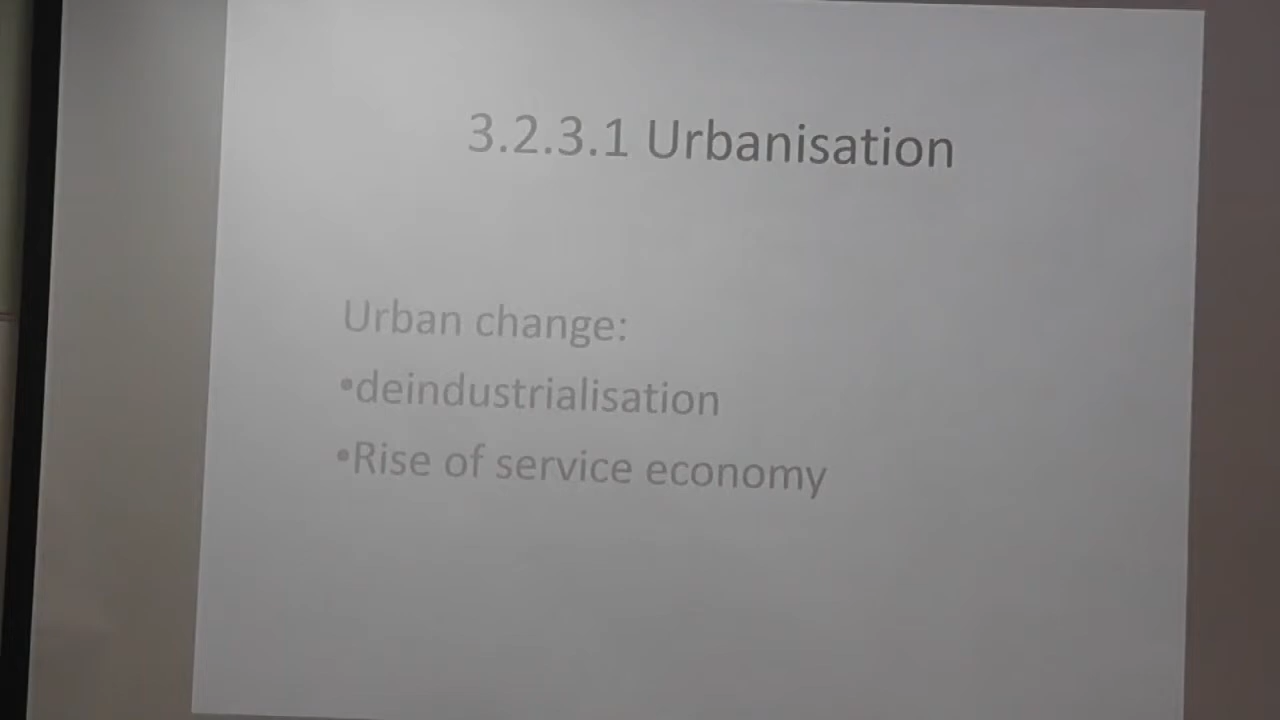 3.2.3.1 Urbanisation
Urban change:
•deindustrialisation
•Rise of service economy